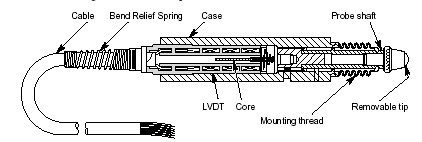 Cable
Bend Relief Spring
Case
Probe shaft
LVDT
Core
Removable tip
Mounting thread